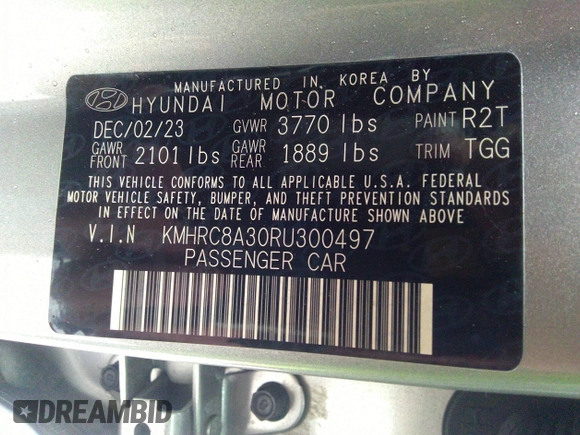 MANUFACTURED IN KOREA BY
HYUNDAI MOTOR COMPANY
DEC/02/23 GVWR 3770 lbs PAINT R2T
GAWR FRONT 2101 lbs GAWR REAR 1889 lbs TRIM TGG
THIS VEHICLE CONFORMS TO ALL APPLICABLE U.S.A. FEDERAL
MOTOR VEHICLE SAFETY, BUMPER, AND THEFT PREVENTION STANDARDS
IN EFFECT ON THE DATE OF MANUFACTURE SHOWN ABOVE
V.I.N KMHRC8A30RU300497
PASSENGER CAR
DREAMBID